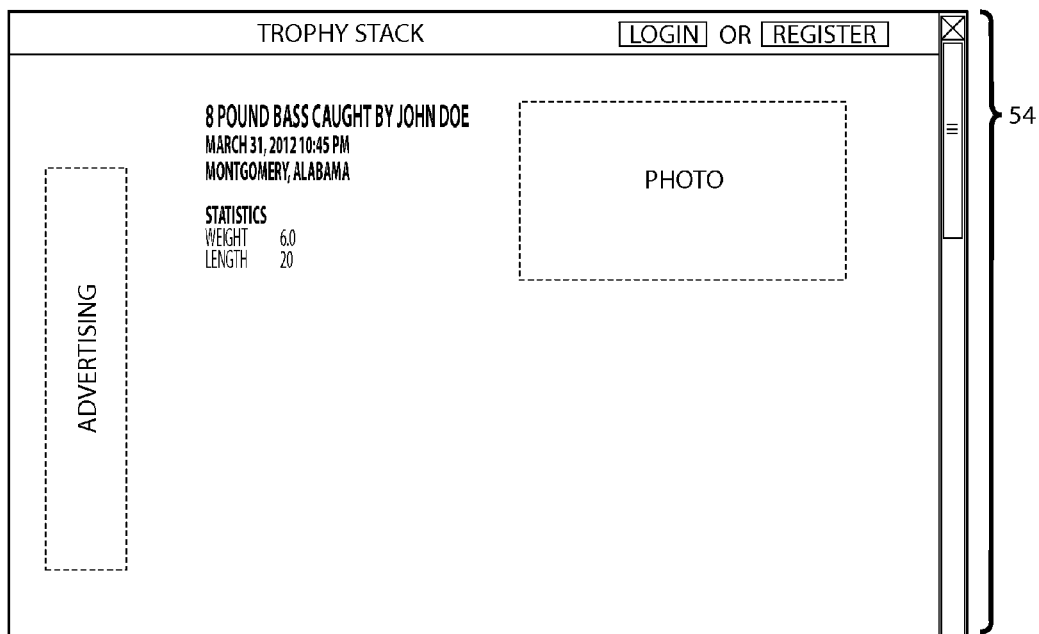 TROPHY STACK
LOGIN OR REGISTER
8 POUND BASS CAUGHT BY JOHN DOE
MARCH 31, 2012 10:45 PM
MONTGOMERY, ALABAMA
STATISTICS
WEIGHT 6.0
LENGTH 20
PHOTO
ADVERTISING
54